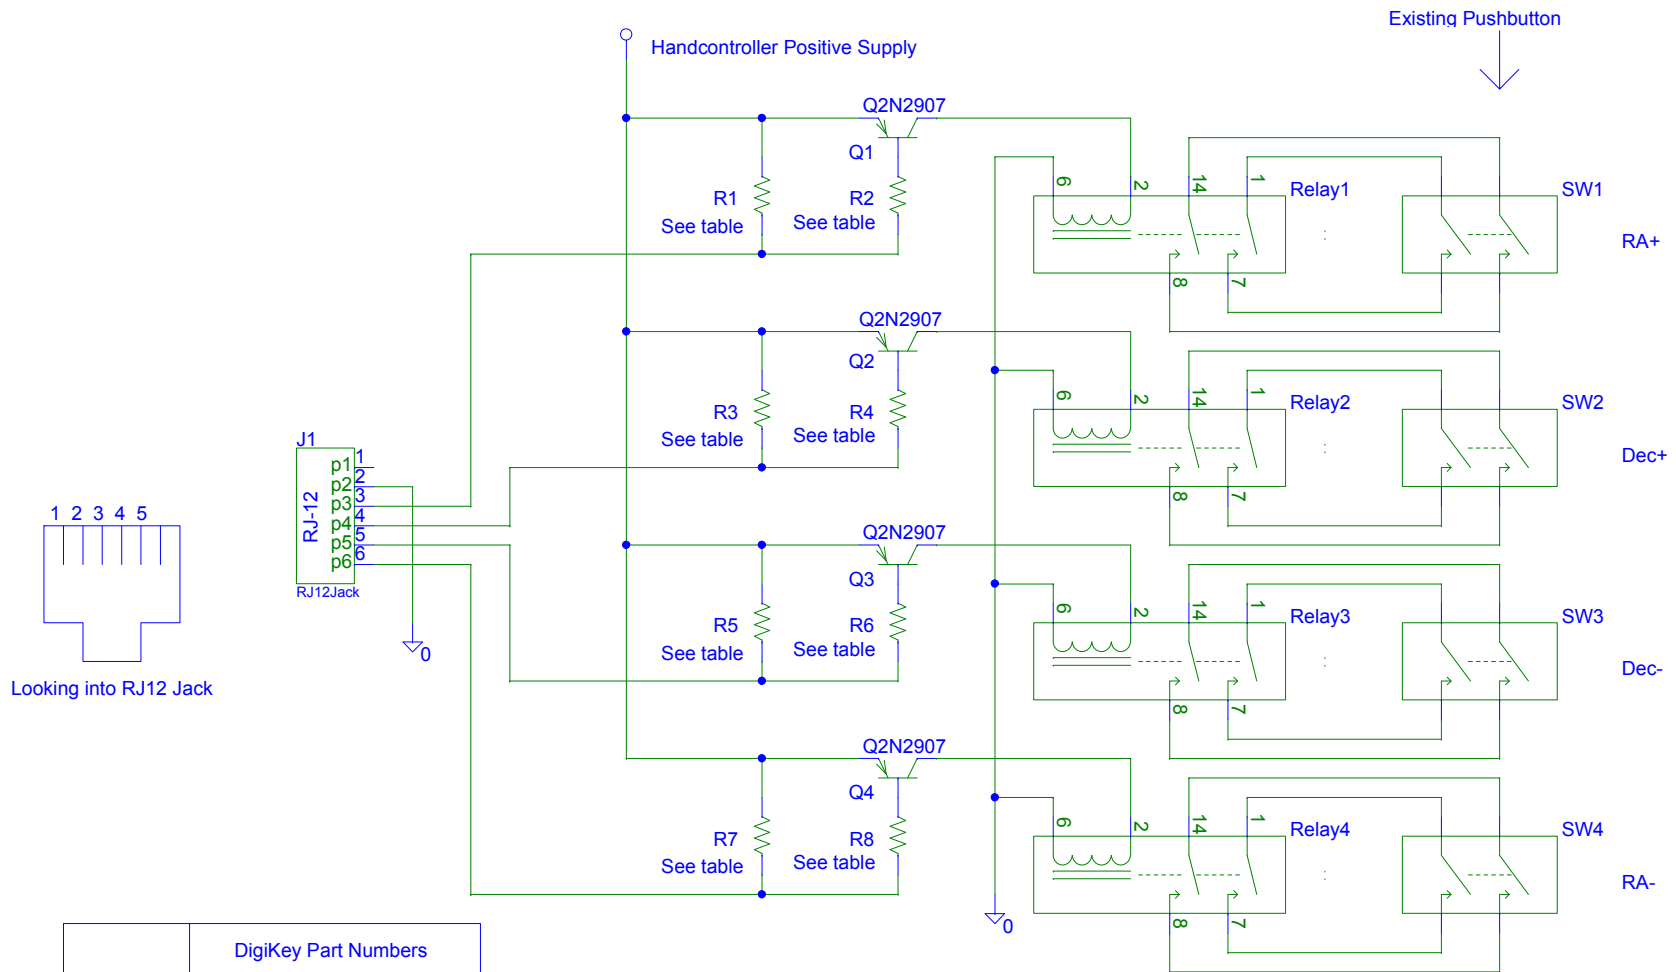 Existing Pushbutton
Handcontroller Positive Supply
Q2N2907
Q1
R1
See table
R2
See table
6
2
14
1
8
7
Relay1
:
SW1
RA+
Q2N2907
Q2
R3
See table
R4
See table
6
2
14
1
8
7
Relay2
:
SW2
Dec+
J1
RJ-12
p1 1
p2 2
p3 3
p4 4
p5 5
p6 6
RJ12Jack
0
1 2 3 4 5
Looking into RJ12 Jack
Q2N2907
Q3
R5
See table
R6
See table
6
2
14
1
8
7
Relay3
:
SW3
Dec-
Q2N2907
Q4
R7
See table
R8
See table
6
2
14
1
8
7
Relay4
:
SW4
RA-
0
DigiKey Part Numbers